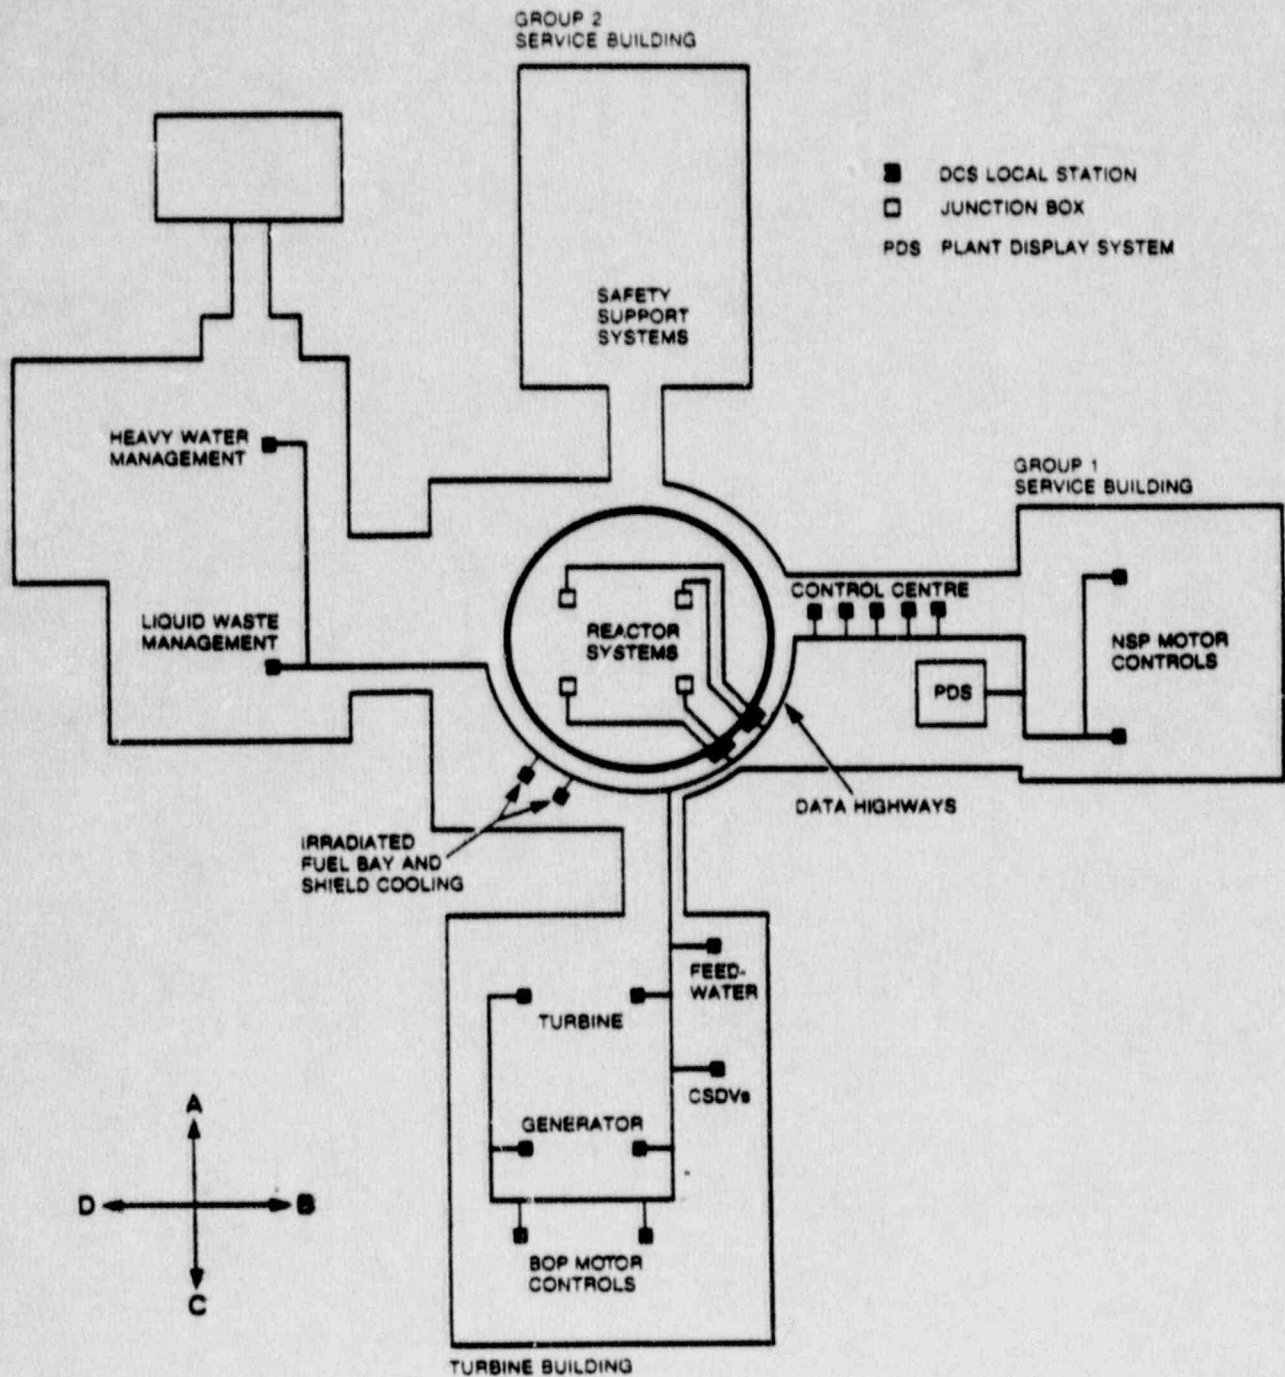 GROUP 2
SERVICE BUILDING
DCS LOCAL STATION
JUNCTION BOX
PDS PLANT DISPLAY SYSTEM
SAFETY
SUPPORT
SYSTEMS
HEAVY WATER
MANAGEMENT
GROUP 1
SERVICE BUILDING
CONTROL CENTRE
LIQUID WASTE
MANAGEMENT
REACTOR
SYSTEMS
NSP MOTOR
CONTROLS
PDS
DATA HIGHWAYS
IRRADIATED
FUEL BAY AND
SHIELD COOLING
FEED-
WATER
TURBINE
CSDVs
GENERATOR
BOP MOTOR
CONTROLS
A
D
B
C
TURBINE BUILDING